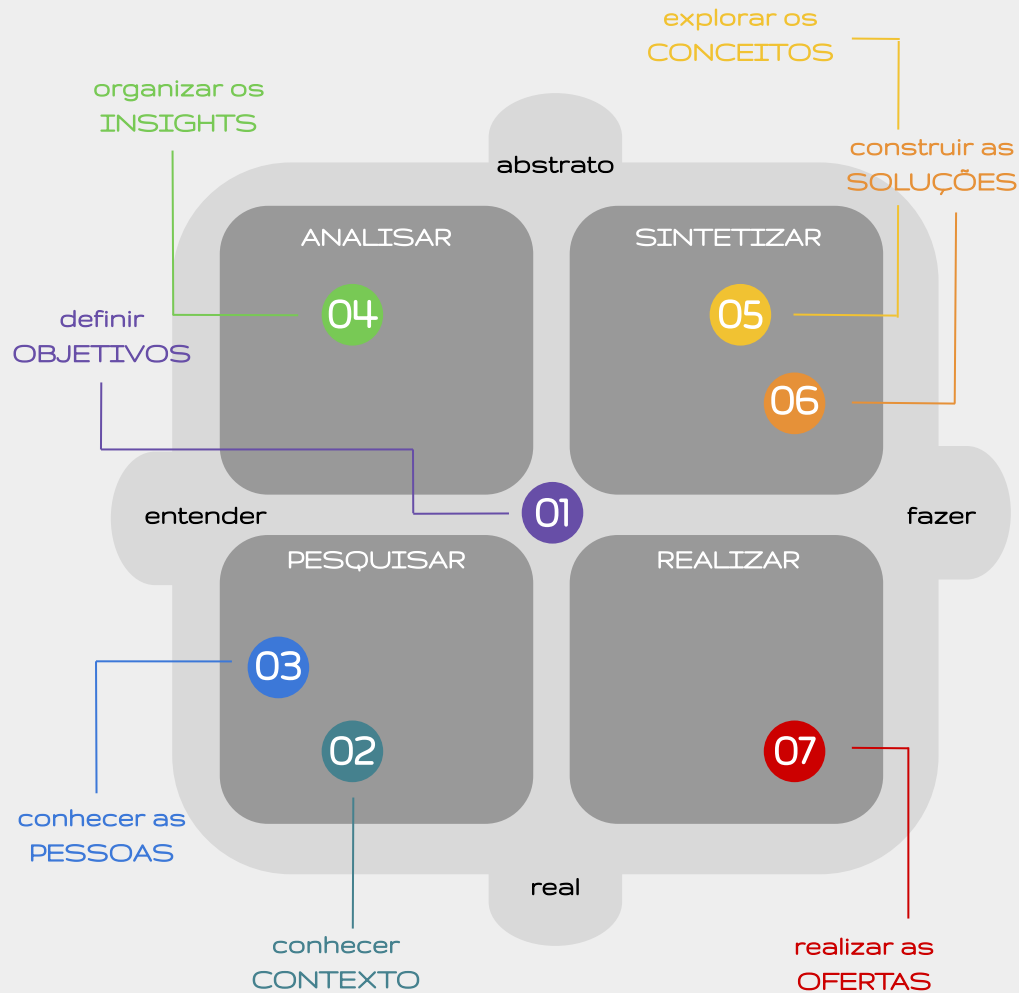 explorar os
CONCEITOS
organizar os
INSIGHTS
construir as
SOLUÇÕES
abstrato
ANALISAR
SINTETIZAR
04
05
definir
OBJETIVOS
06
entender
01
fazer
PESQUISAR
REALIZAR
03
02
07
conhecer as
PESSOAS
real
conhecer
CONTEXTO
realizar as
OFERTAS